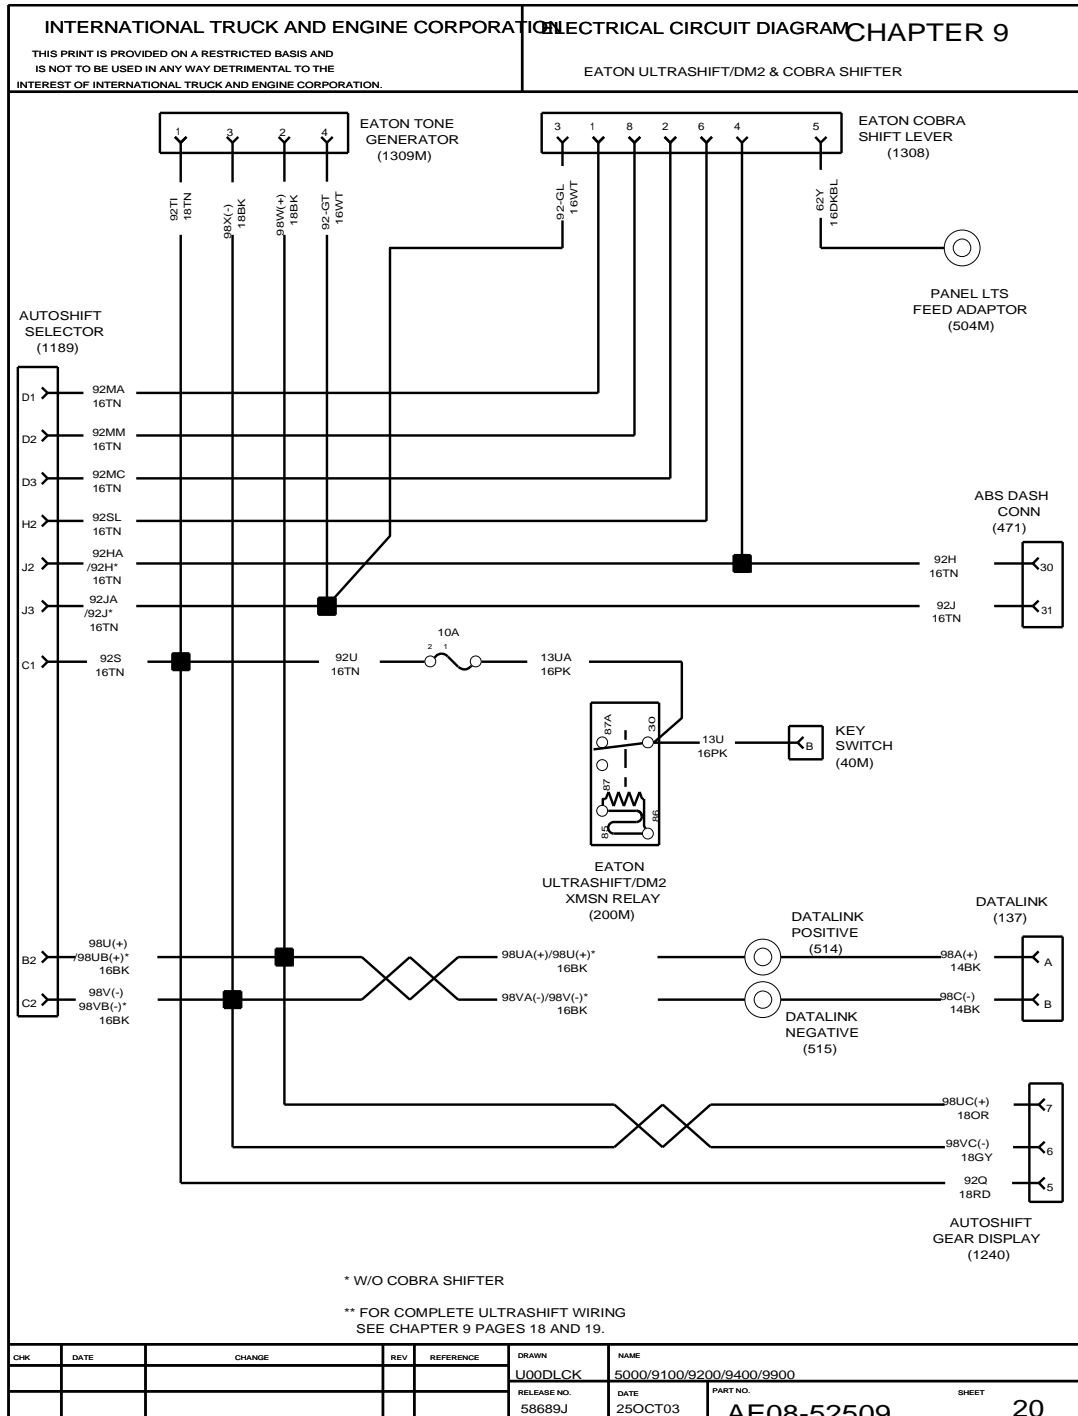 INTERNATIONAL TRUCK AND ENGINE CORPORATION
ELECTRICAL CIRCUIT DIAGRAM
CHAPTER 9
THIS PRINT IS PROVIDED ON A RESTRICTED BASIS AND
IS NOT TO BE USED IN ANY WAY DETRIMENTAL TO THE
INTEREST OF INTERNATIONAL TRUCK AND ENGINE CORPORATION.
EATON ULTRASHIFT/DM2 & COBRA SHIFTER
1 3 2 4
EATON TONE
GENERATOR
(1309M)
3 1 8 2 6 4 5
EATON COBRA
SHIFT LEVER
(1308)
92TI
18TN
98X(-)
18BK
98W(+)
18BK
92-GT
16WT
92-GL
16WT
62Y
16DKBL
PANEL LTS
FEED ADAPTOR
(504M)
AUTOSHIFT
SELECTOR
(1189)
D1
92MA
16TN
D2
92MM
16TN
D3
92MC
16TN
H2
92SL
16TN
J2
92HA
/92H*
16TN
J3
92JA
/92J*
16TN
C1
92S
16TN
ABS DASH
CONN
(471)
92H
16TN
30
92J
16TN
31
92U
16TN
10A
2 1
13UA
16PK
87A
30
87
85
86
13U
16PK
B
KEY
SWITCH
(40M)
EATON
ULTRASHIFT/DM2
XMSN RELAY
(200M)
B2
98U(+)
/98UB(+)*
16BK
C2
98V(-)
98VB(-)*
16BK
98UA(+)/98U(+)*
16BK
98VA(-)/98V(-)*
16BK
DATALINK
POSITIVE
(514)
DATALINK
NEGATIVE
(515)
DATALINK
(137)
98A(+)
14BK
A
98C(-)
14BK
B
98UC(+)
18OR
7
98VC(-)
18GY
6
92Q
18RD
5
AUTOSHIFT
GEAR DISPLAY
(1240)
* W/O COBRA SHIFTER
** FOR COMPLETE ULTRASHIFT WIRING
SEE CHAPTER 9 PAGES 18 AND 19.
CHK DATE CHANGE REV REFERENCE
DRAWN
U00DLCK
NAME
5000/9100/9200/9400/9900
RELEASE NO.
58689J
DATE
25OCT03
PART NO.
AE08-52509
SHEET
20